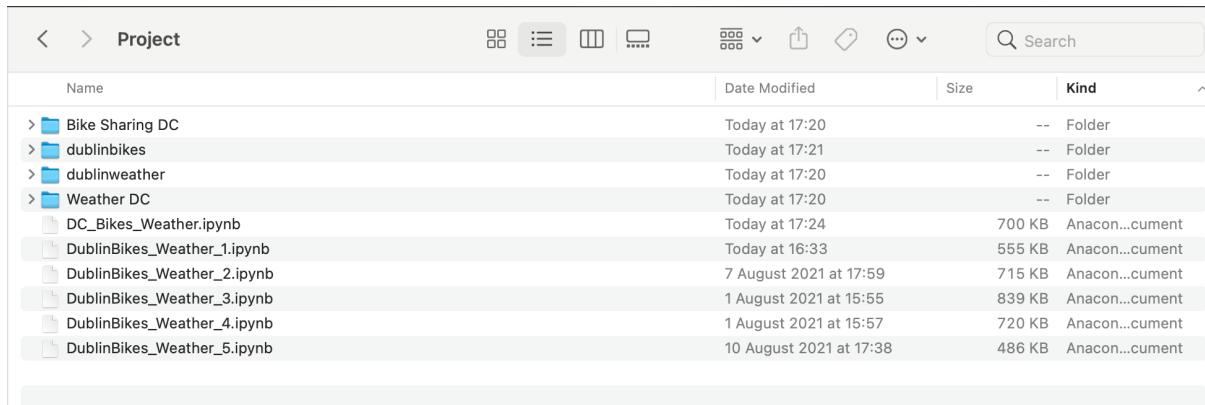 Project Search
Name Date Modified Size Kind
Bike Sharing DC Today at 17:20 -- Folder
dublinbikes Today at 17:21 -- Folder
dublinweather Today at 17:20 -- Folder
Weather DC Today at 17:20 -- Folder
DC_Bikes_Weather.ipynb Today at 17:24 700 KB Anacon...cument
DublinBikes_Weather_1.ipynb Today at 16:33 555 KB Anacon...cument
DublinBikes_Weather_2.ipynb 7 August 2021 at 17:59 715 KB Anacon...cument
DublinBikes_Weather_3.ipynb 1 August 2021 at 15:55 839 KB Anacon...cument
DublinBikes_Weather_4.ipynb 1 August 2021 at 15:57 720 KB Anacon...cument
DublinBikes_Weather_5.ipynb 10 August 2021 at 17:38 486 KB Anacon...cument